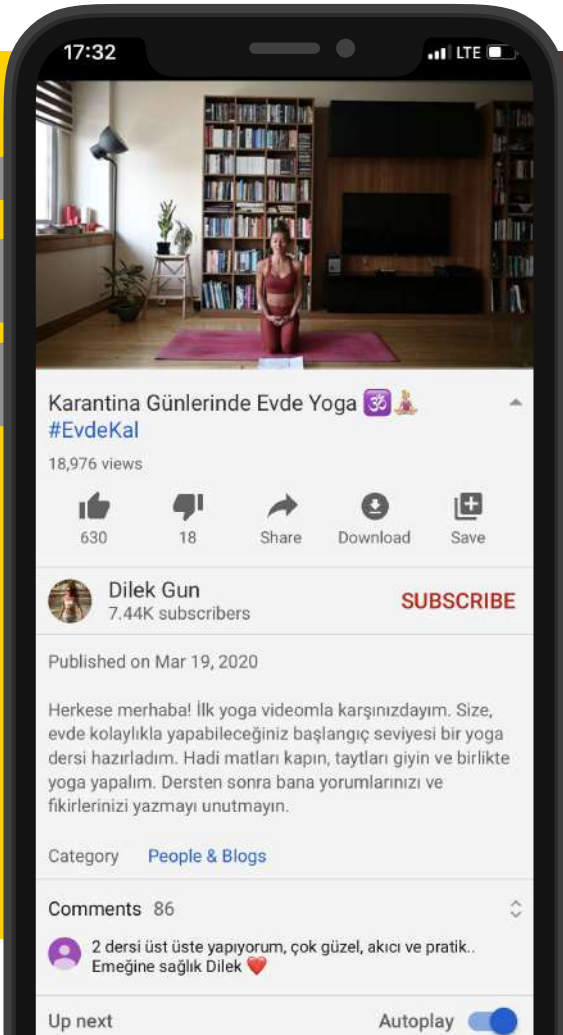 17:32
LTE
Karantina Günlerinde Evde Yoga 🕉️🧘🏼‍♀️
#EvdeKal
18,976 views
630 18 Share Download Save
Dilek Gun
7.44K subscribers
SUBSCRIBE
Published on Mar 19, 2020
Herkese merhaba! İlk yoga videomla karşınızdayım. Size,
evde kolaylıkla yapabileceğiniz başlangıç seviyesi bir yoga
dersi hazırladım. Hadi matları kapın, taytları giyin ve birlikte
yoga yapalım. Dersten sonra bana yorumlarınızı ve
fikirlerinizi yazmayı unutmayın.
Category People & Blogs
Comments 86
2 dersi üst üste yapıyorum, çok güzel, akıcı ve pratik..
Emeğine sağlık Dilek ❤️
Up next Autoplay